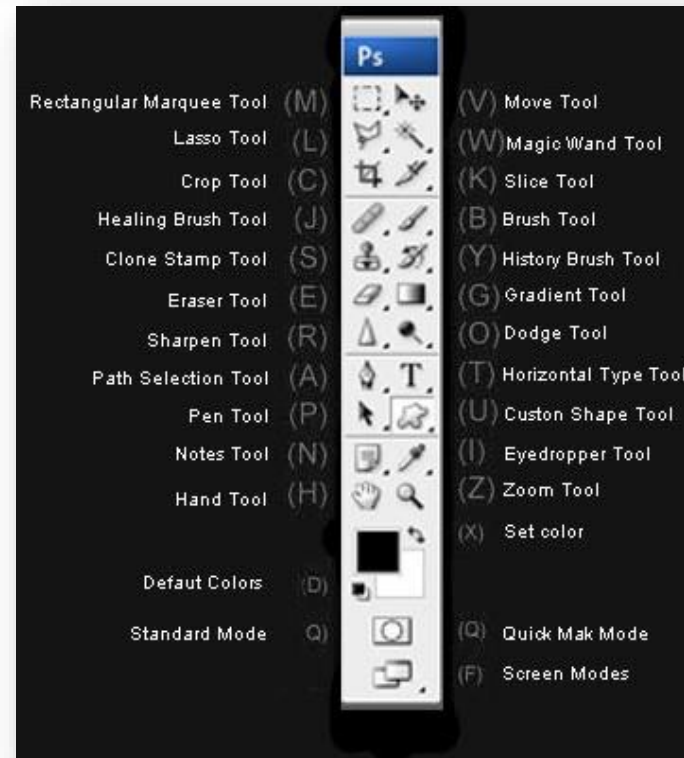 Ps
Rectangular Marquee Tool (M) (V) Move Tool
Lasso Tool (L) (W) Magic Wand Tool
Crop Tool (C) (K) Slice Tool
Healing Brush Tool (J) (B) Brush Tool
Clone Stamp Tool (S) (Y) History Brush Tool
Eraser Tool (E) (G) Gradient Tool
Sharpen Tool (R) (O) Dodge Tool
Path Selection Tool (A) T (T) Horizontal Type Tool
Pen Tool (P) (U) Custon Shape Tool
Notes Tool (N) (I) Eyedropper Tool
Hand Tool (H) (Z) Zoom Tool
(X) Set color
Defaut Colors (D)
Standard Mode Q) (Q) Quick Mak Mode
(F) Screen Modes